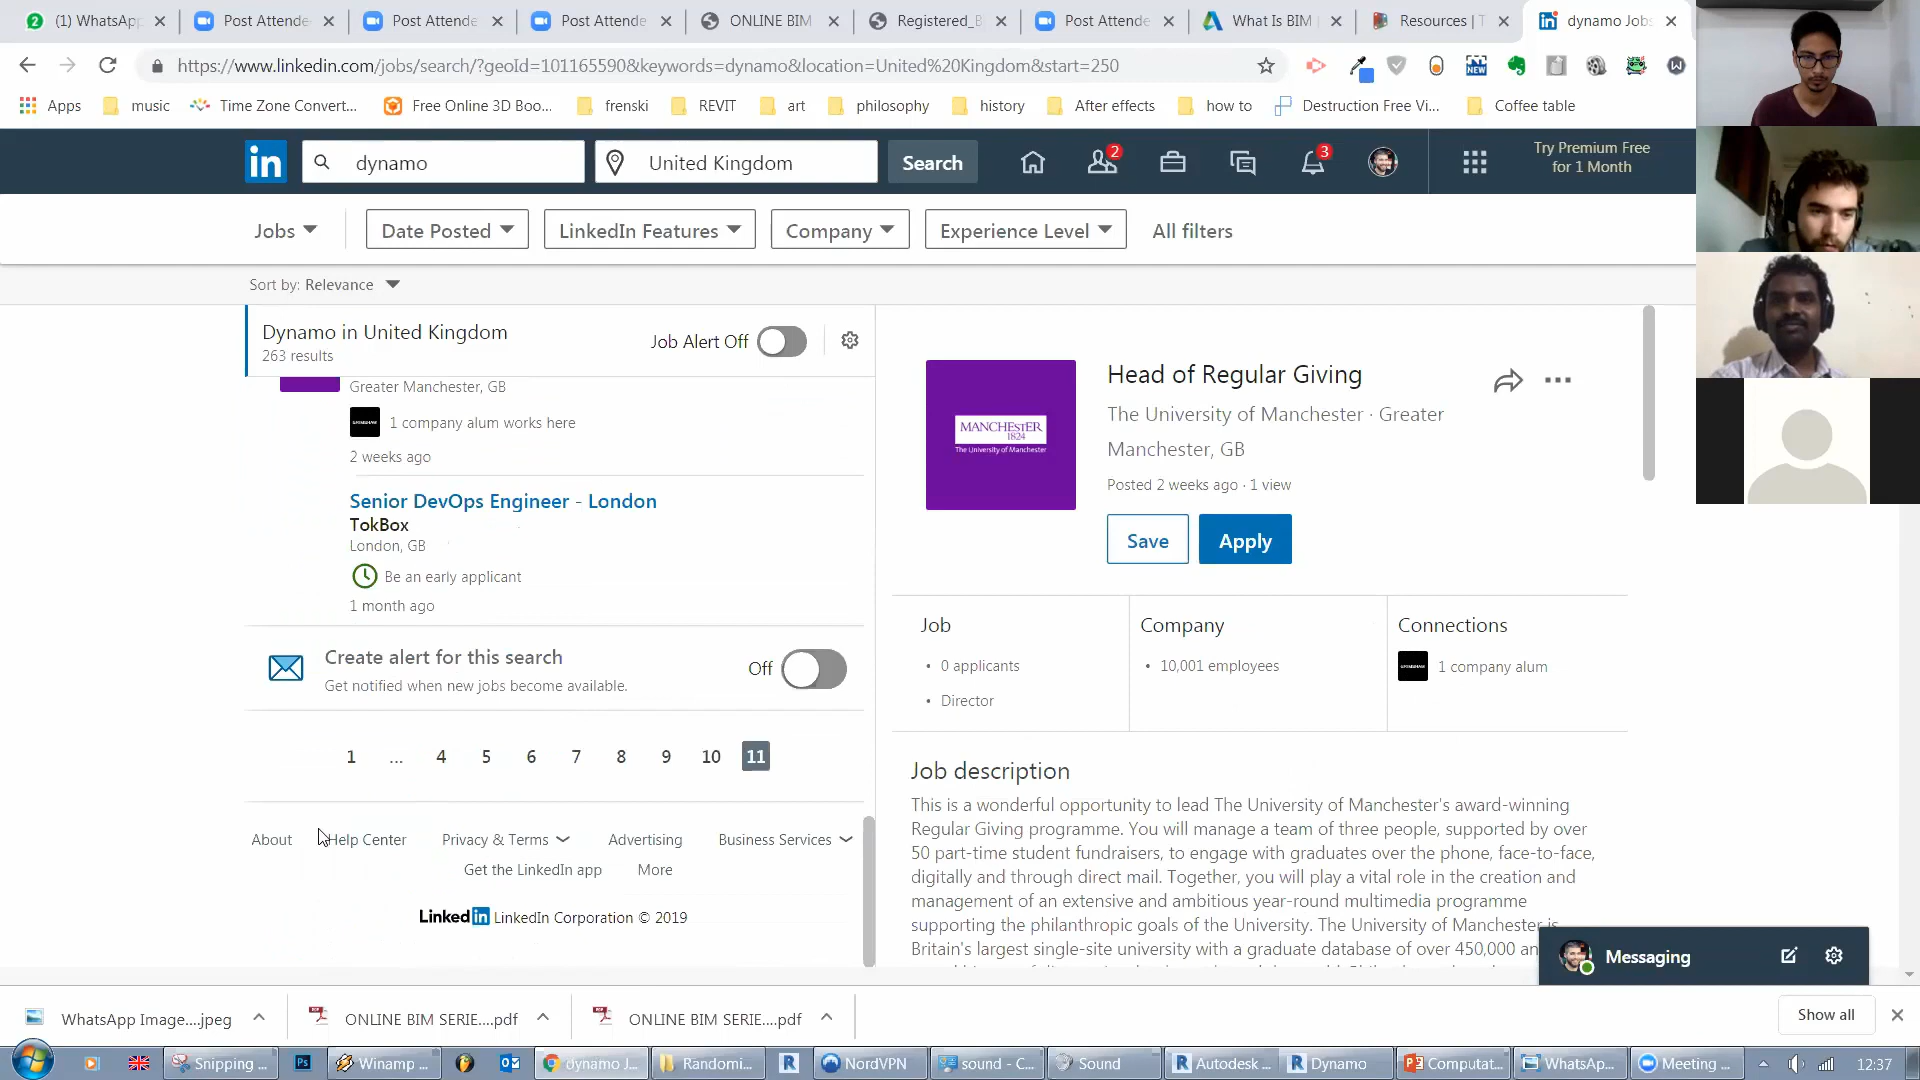 (1) WhatsApp
Post Attende
Post Attende
Post Attende
ONLINE BIM
Registered_B
Post Attende
What Is BIM |
Resources | T
dynamo Jobs
https://www.linkedin.com/jobs/search/?geoId=101165590&keywords=dynamo&location=United%20Kingdom&start=250
Apps
music
Time Zone Convert...
Free Online 3D Boo...
frenski
REVIT
art
philosophy
history
After effects
how to
Destruction Free Vi...
Coffee table
in
dynamo
United Kingdom
Search
2
3
Try Premium Free
for 1 Month
Jobs
Date Posted
LinkedIn Features
Company
Experience Level
All filters
Sort by: Relevance
Dynamo in United Kingdom
263 results
Job Alert Off
Greater Manchester, GB
1 company alum works here
2 weeks ago
Senior DevOps Engineer - London
TokBox
London, GB
Be an early applicant
1 month ago
Create alert for this search
Get notified when new jobs become available.
Off
1 ... 4 5 6 7 8 9 10 11
About
Help Center
Privacy & Terms
Advertising
Business Services
Get the LinkedIn app
More
LinkedIn LinkedIn Corporation © 2019
MANCHESTER
1824
The University of Manchester
Head of Regular Giving
The University of Manchester · Greater
Manchester, GB
Posted 2 weeks ago · 1 view
Save
Apply
Job
• 0 applicants
• Director
Company
• 10,001 employees
Connections
1 company alum
Job description
This is a wonderful opportunity to lead The University of Manchester's award-winning
Regular Giving programme. You will manage a team of three people, supported by over
50 part-time student fundraisers, to engage with graduates over the phone, face-to-face,
digitally and through direct mail. Together, you will play a vital role in the creation and
management of an extensive and ambitious year-round multimedia programme
supporting the philanthropic goals of the University. The University of Manchester is
Britain's largest single-site university with a graduate database of over 450,000 an
Messaging
WhatsApp Image....jpeg
ONLINE BIM SERIE....pdf
ONLINE BIM SERIE....pdf
Show all
Snipping ...
Ps
Winamp ...
dynamo J...
Randomi...
R
NordVPN
sound - C...
Sound
Autodesk ...
Dynamo
Computat...
WhatsAp...
Meeting ...
12:37